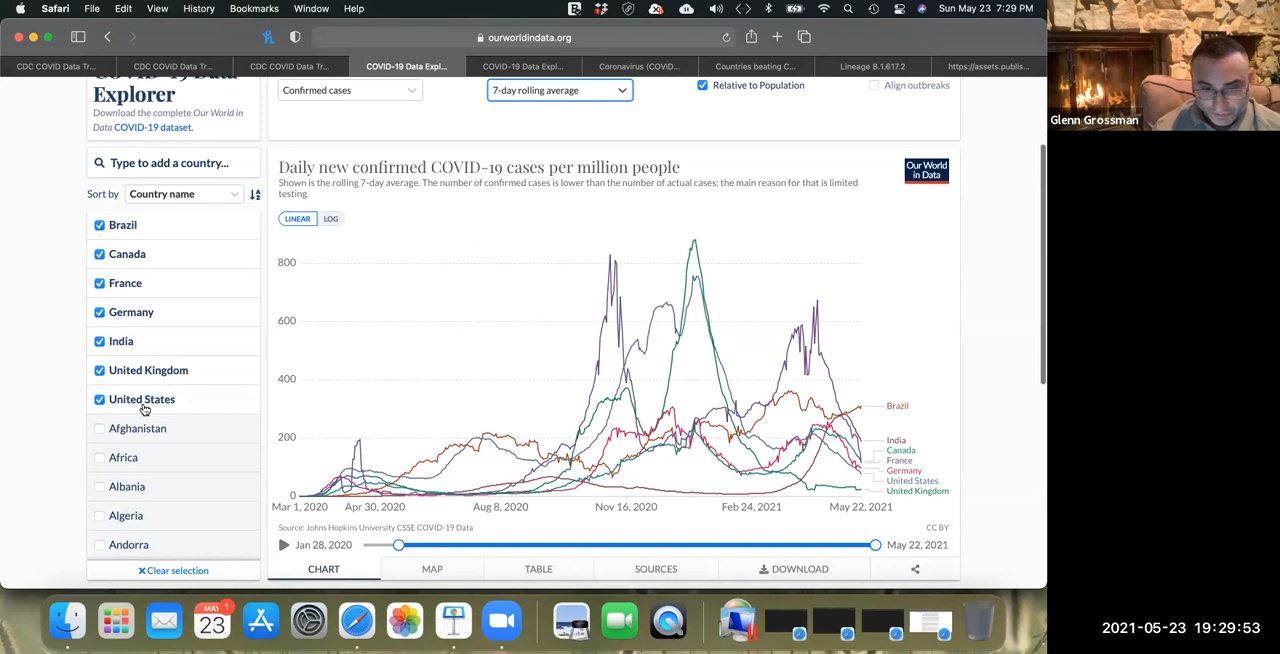 Safari File Edit View History Bookmarks Window Help
Sun May 23 7:29 PM
ourworldindata.org
CDC COVID Data Tr...
CDC COVID Data Tr...
CDC COVID Data Tr...
COVID-19 Data Expl...
COVID-19 Data Expl...
Coronavirus (COVID...
Countries beating C...
Lineage B.1.617.2
https://assets.publis...
COVID-19 Data
Explorer
Download the complete Our World in
Data COVID-19 dataset.
Confirmed cases
7-day rolling average
Relative to Population
Align outbreaks
Type to add a country...
Sort by Country name
Brazil
Canada
France
Germany
India
United Kingdom
United States
Afghanistan
Africa
Albania
Algeria
Andorra
Clear selection
Daily new confirmed COVID-19 cases per million people
Shown is the rolling 7-day average. The number of confirmed cases is lower than the number of actual cases; the main reason for that is limited
testing.
Our World
in Data
LINEAR LOG
800
600
400
200
0
Brazil
India
Canada
France
Germany
United States
United Kingdom
Mar 1, 2020 Apr 30, 2020 Aug 8, 2020 Nov 16, 2020 Feb 24, 2021 May 22, 2021
Source: Johns Hopkins University CSSE COVID-19 Data
CC BY
Jan 28, 2020
May 22, 2021
CHART MAP TABLE SOURCES DOWNLOAD
MAY 1
23
Glenn Grossman
2021-05-23 19:29:53